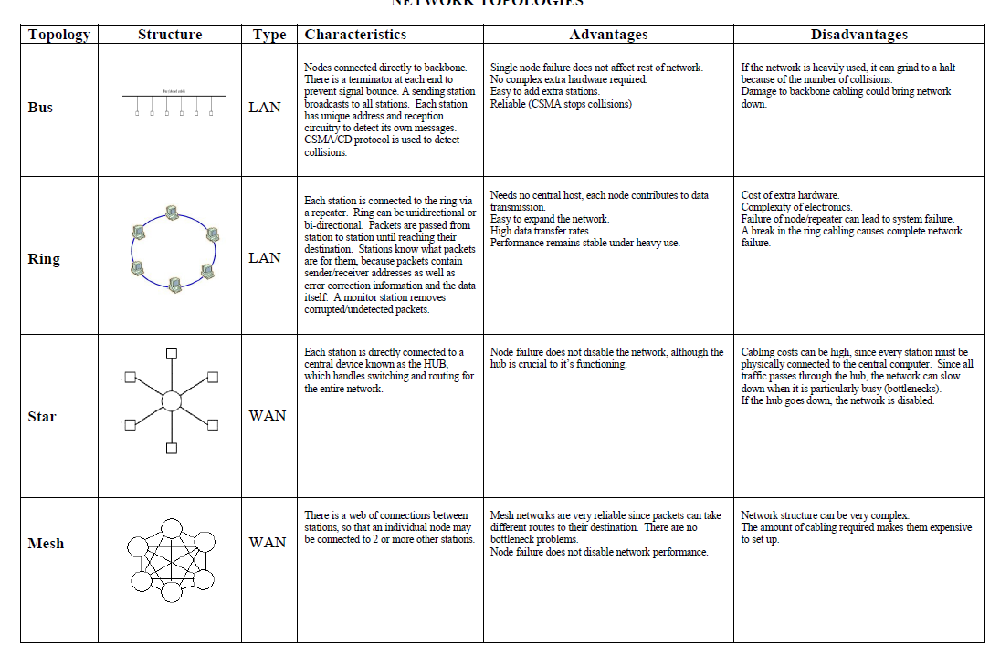 NETWORK TOPOLOGIES
Topology Structure Type Characteristics Advantages Disadvantages
Bus
LAN
Nodes connected directly to backbone.
There is a terminator at each end to
prevent signal bounce. A sending station
broadcasts to all stations. Each station
has unique address and reception
circuitry to detect its own messages.
CSMA/CD protocol is used to detect
collisions.
Single node failure does not affect rest of network.
No complex extra hardware required.
Easy to add extra stations.
Reliable (CSMA stops collisions)
If the network is heavily used, it can grind to a halt
because of the number of collisions.
Damage to backbone cabling could bring network
down.
Ring
LAN
Each station is connected to the ring via
a repeater. Ring can be unidirectional or
bi-directional. Packets are passed from
station to station until reaching their
destination. Stations know what packets
are for them, because packets contain
sender/receiver addresses as well as
error correction information and the data
itself. A monitor station removes
corrupted/undetected packets.
Needs no central host, each node contributes to data
transmission.
Easy to expand the network.
High data transfer rates.
Performance remains stable under heavy use.
Cost of extra hardware.
Complexity of electronics.
Failure of node/repeater can lead to system failure.
A break in the ring cabling causes complete network
failure.
Star
WAN
Each station is directly connected to a
central device known as the HUB,
which handles switching and routing for
the entire network.
Node failure does not disable the network, although the
hub is crucial to it's functioning.
Cabling costs can be high, since every station must be
physically connected to the central computer. Since all
traffic passes through the hub, the network can slow
down when it is particularly busy (bottlenecks).
If the hub goes down, the network is disabled.
Mesh
WAN
There is a web of connections between
stations, so that an individual node may
be connected to 2 or more other stations.
Mesh networks are very reliable since packets can take
different routes to their destination. There are no
bottleneck problems.
Node failure does not disable network performance.
Network structure can be very complex.
The amount of cabling required makes them expensive
to set up.